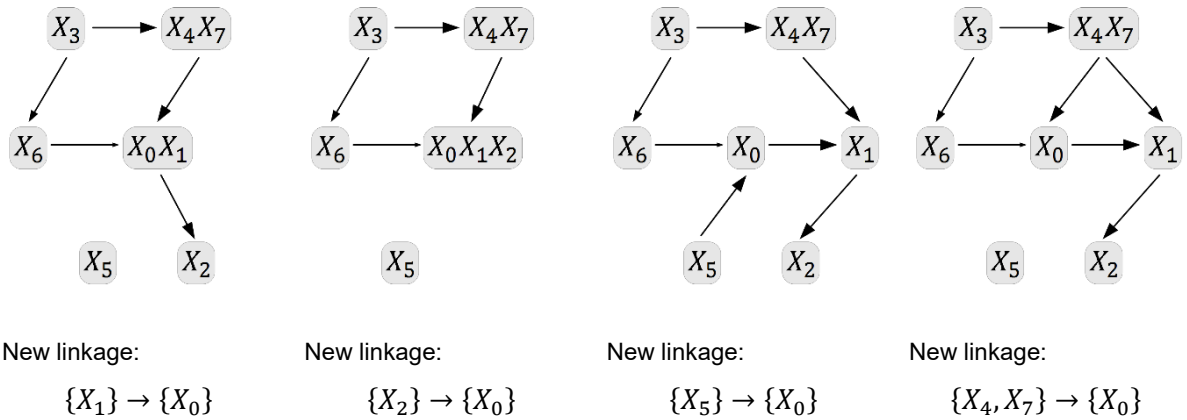 X₃ X₄X₇ X₃ X₄X₇ X₃ X₄X₇ X₃ X₄X₇
X₆ X₀X₁ X₆ X₀X₁X₂ X₆ X₀ X₁ X₆ X₀ X₁
X₅ X₂ X₅ X₅ X₂ X₅ X₂
New linkage: New linkage: New linkage: New linkage:
{X₁} → {X₀} {X₂} → {X₀} {X₅} → {X₀} {X₄, X₇} → {X₀}